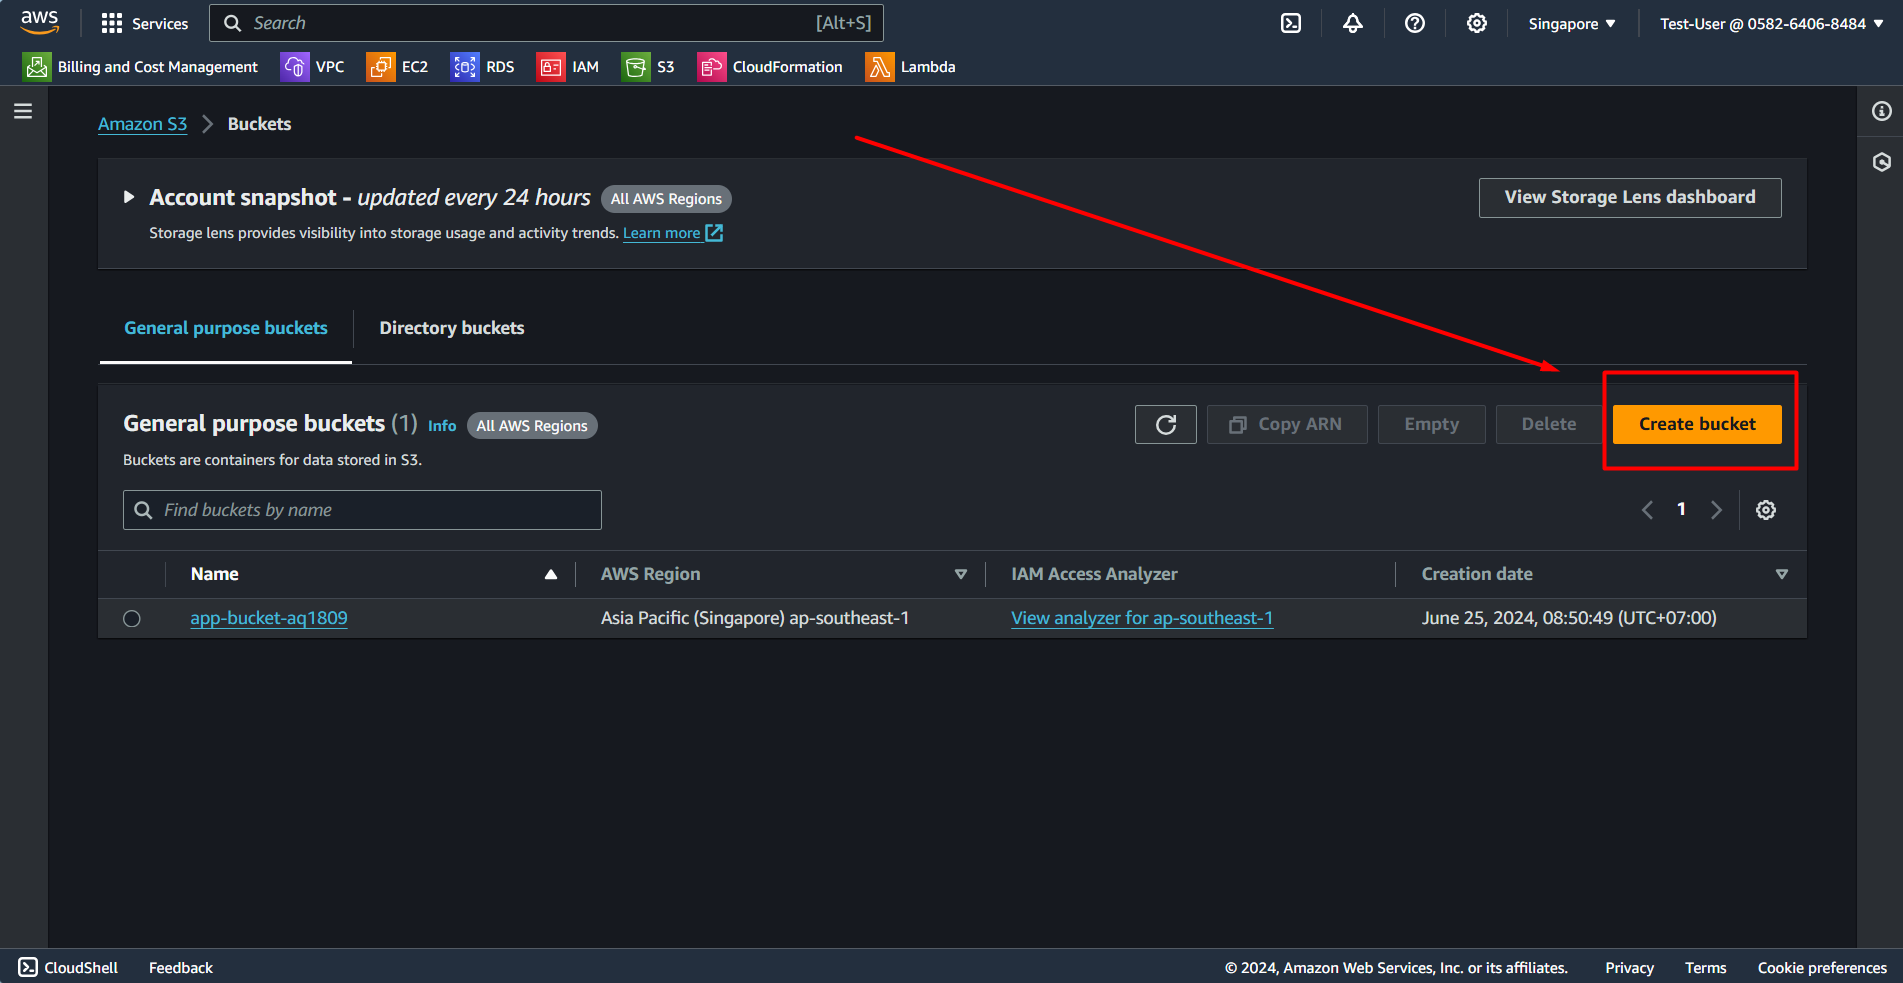 aws Services Search [Alt+S] Singapore ▼ Test-User @ 0582-6406-8484 ▼
Billing and Cost Management VPC EC2 RDS IAM S3 CloudFormation Lambda
Amazon S3 > Buckets
Account snapshot - updated every 24 hours All AWS Regions View Storage Lens dashboard
Storage lens provides visibility into storage usage and activity trends. Learn more
General purpose buckets Directory buckets
General purpose buckets (1) Info All AWS Regions Copy ARN Empty Delete Create bucket
Buckets are containers for data stored in S3.
Find buckets by name 1
Name AWS Region IAM Access Analyzer Creation date
app-bucket-aq1809 Asia Pacific (Singapore) ap-southeast-1 View analyzer for ap-southeast-1 June 25, 2024, 08:50:49 (UTC+07:00)
CloudShell Feedback © 2024, Amazon Web Services, Inc. or its affiliates. Privacy Terms Cookie preferences